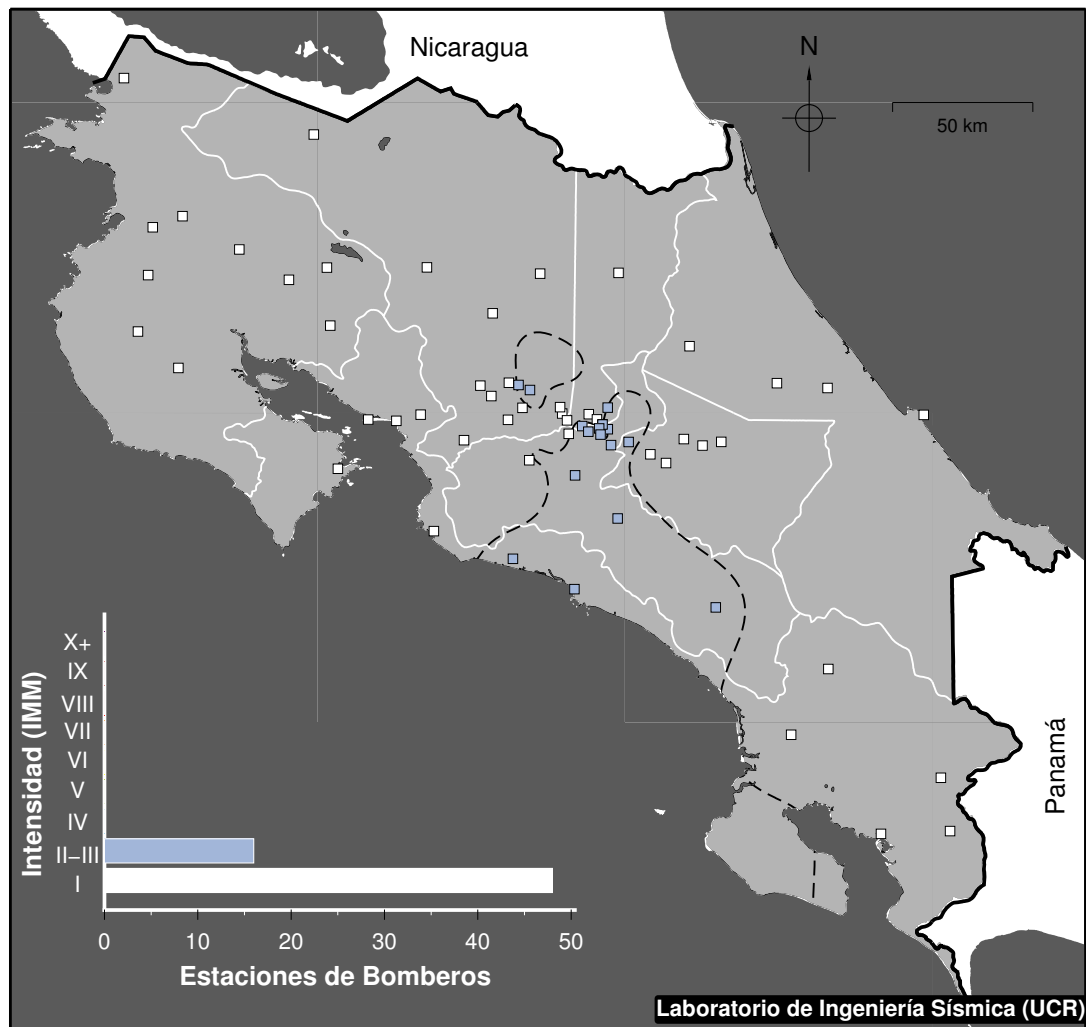 Nicaragua
N
50 km
Panamá
Intensidad (IMM)
X+
IX
VIII
VII
VI
V
IV
II–III
I
0 10 20 30 40 50
Estaciones de Bomberos
Laboratorio de Ingeniería Sísmica (UCR)